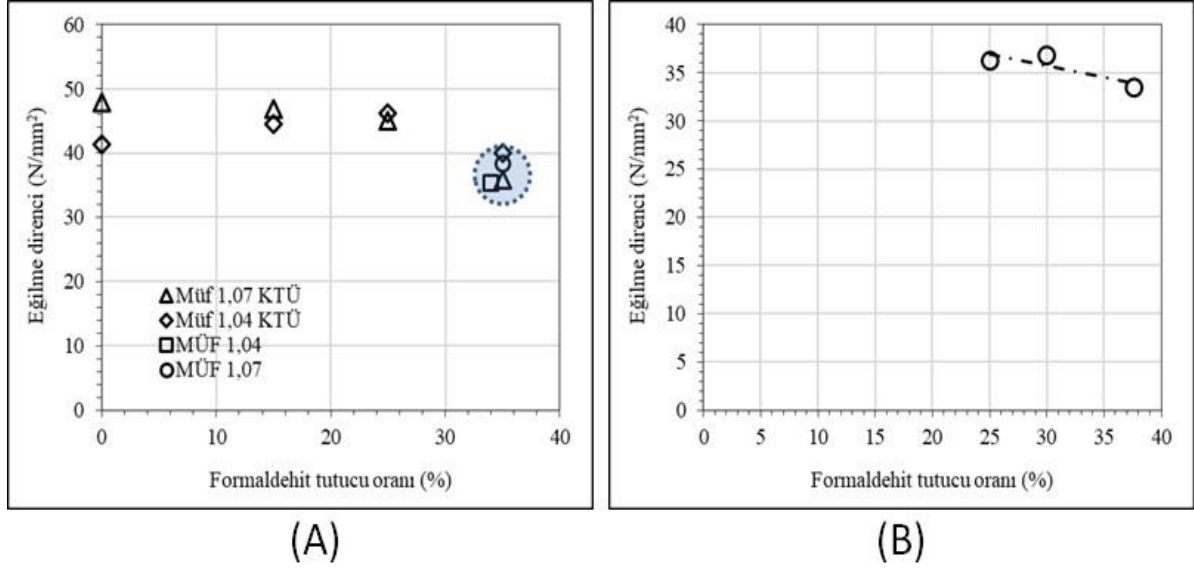 60
50
40
30
20
10
0
0 10 20 30 40
Eğilme direnci (N/mm²)
Formaldehit tutucu oranı (%)
Müf 1,07 KTÜ
Müf 1,04 KTÜ
MÜF 1,04
MÜF 1,07
(A)
40
35
30
25
20
15
10
5
0
0 5 10 15 20 25 30 35 40
Eğilme direnci (N/mm²)
Formaldehit tutucu oranı (%)
(B)